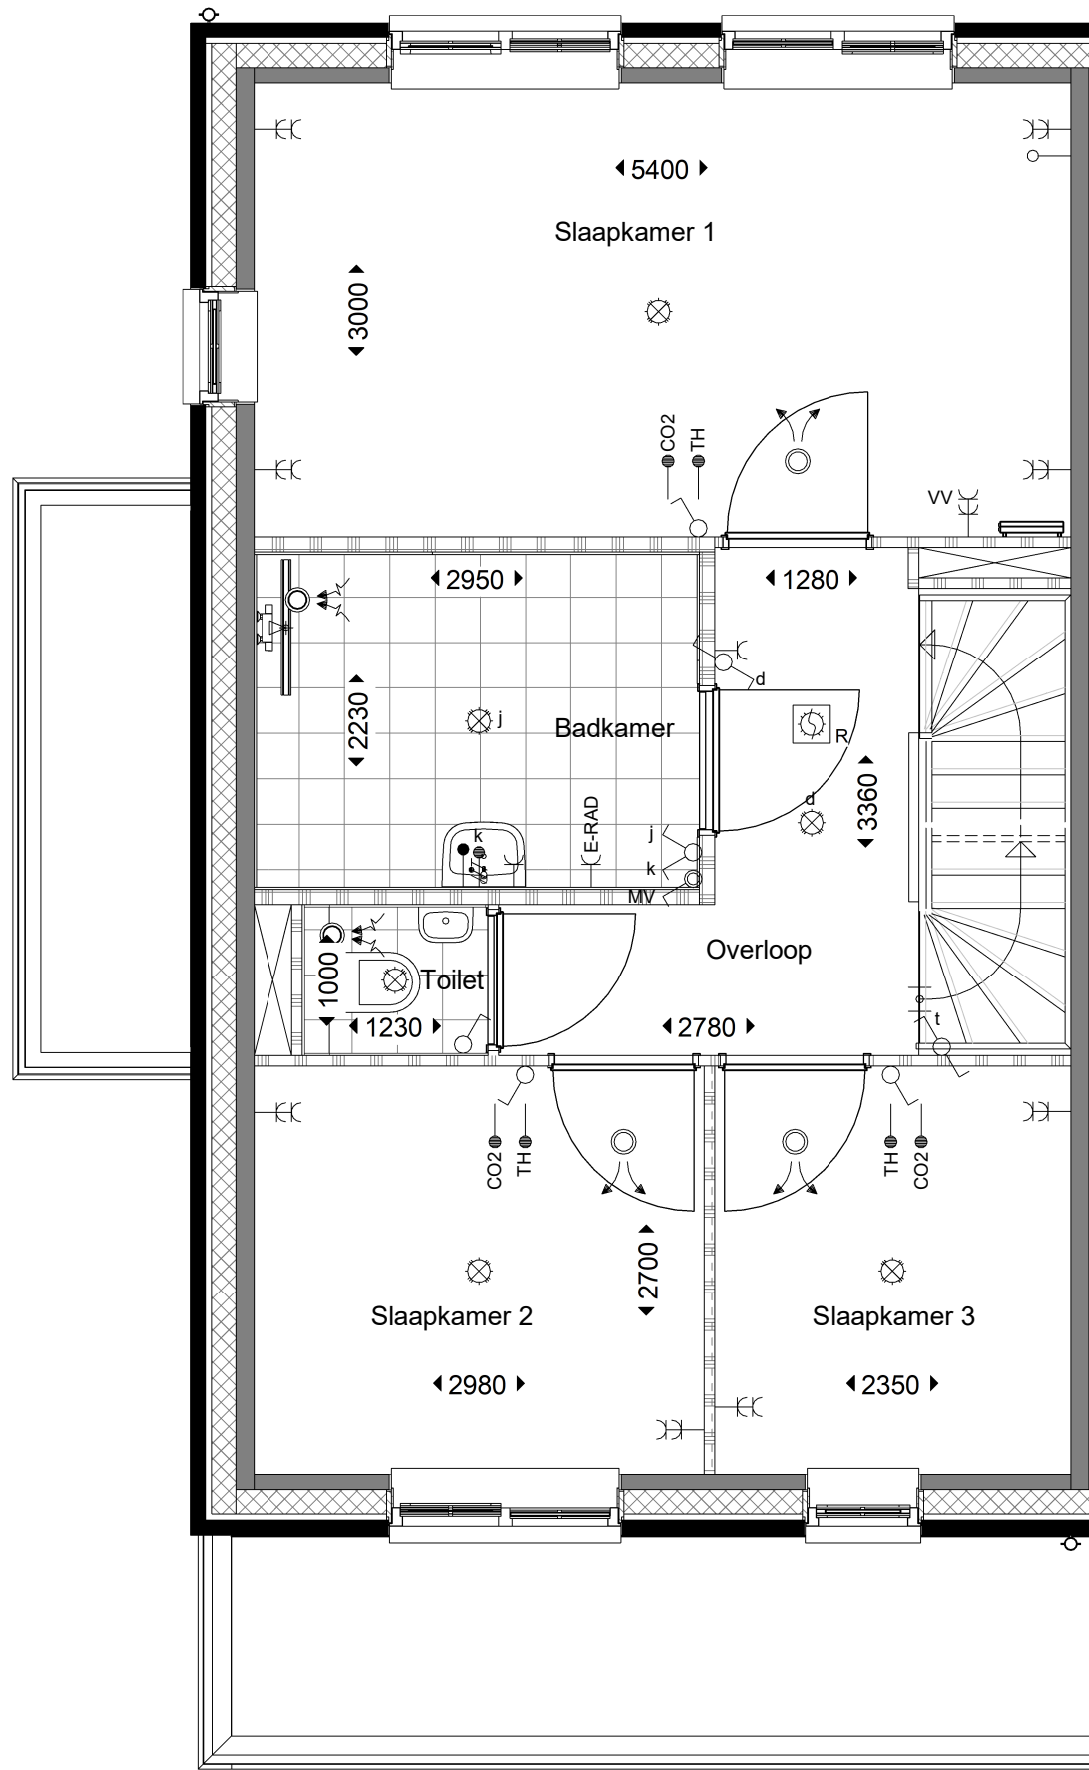 5400
Slaapkamer 1
3000
CO2
TH
VV
2950
1280
d
2230
j
Badkamer
R
3360
d
E-RAD
k
j
k
MV
1000
Toilet
Overloop
1230
2780
t
CO2
TH
TH
CO2
2700
Slaapkamer 2
Slaapkamer 3
2980
2350